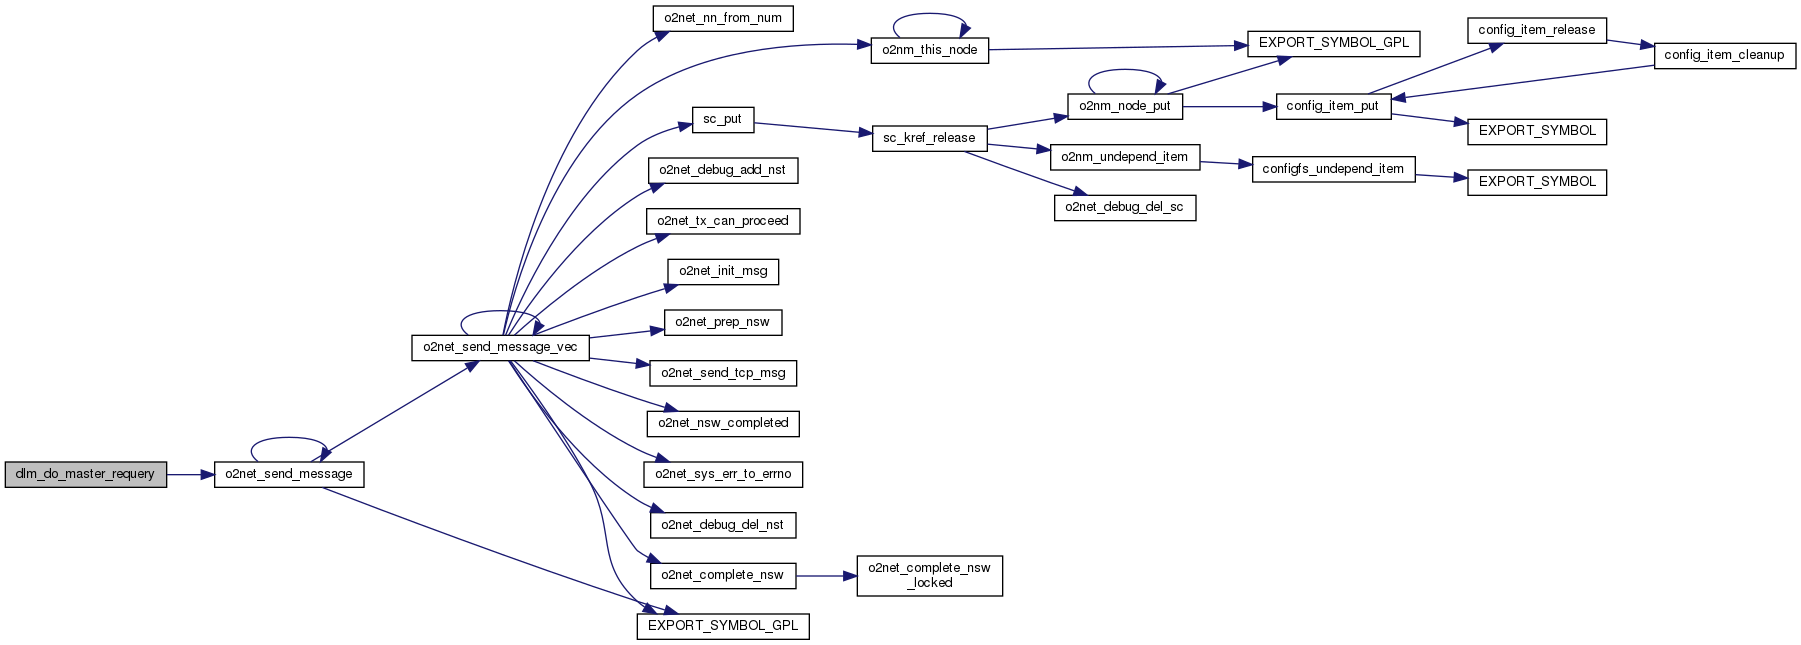 o2net_nn_from_num
o2nm_this_node
EXPORT_SYMBOL_GPL
config_item_release
config_item_cleanup
o2nm_node_put
config_item_put
sc_put
sc_kref_release
EXPORT_SYMBOL
o2net_debug_add_nst
o2nm_undepend_item
configfs_undepend_item
EXPORT_SYMBOL
o2net_debug_del_sc
o2net_tx_can_proceed
o2net_init_msg
o2net_prep_nsw
o2net_send_message_vec
o2net_send_tcp_msg
o2net_nsw_completed
dlm_do_master_requery
o2net_send_message
o2net_sys_err_to_errno
o2net_debug_del_nst
o2net_complete_nsw
o2net_complete_nsw
_locked
EXPORT_SYMBOL_GPL